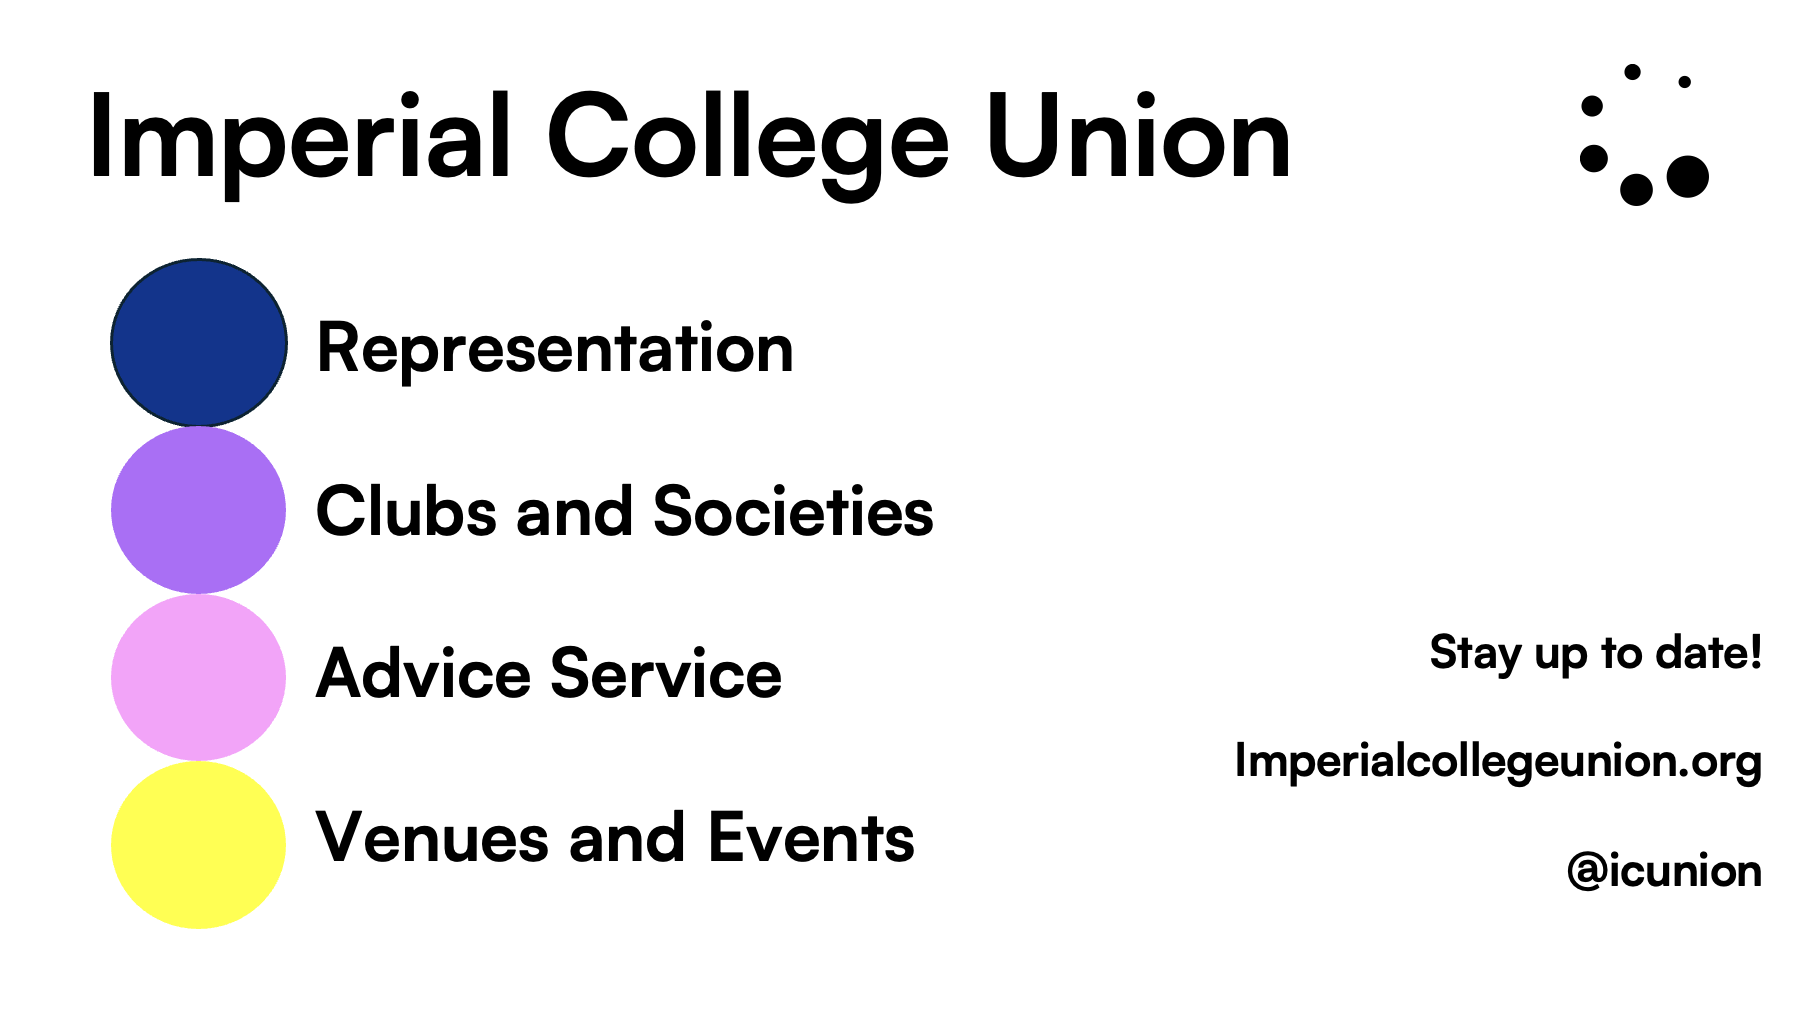 Imperial College Union
Representation
Clubs and Societies
Advice Service
Venues and Events
Stay up to date!
Imperialcollegeunion.org
@icunion